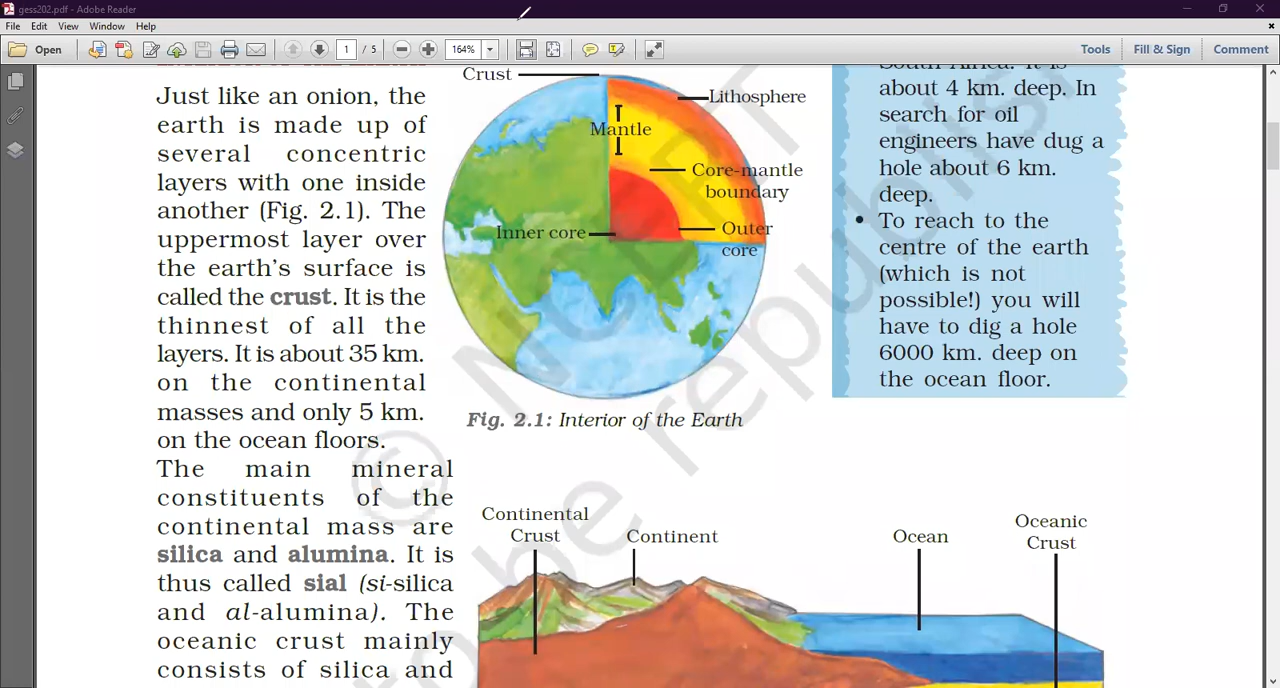 gess202.pdf - Adobe Reader
File Edit View Window Help
Open 1 / 5 164% Tools Fill & Sign Comment
Just like an onion, the
earth is made up of
several concentric
layers with one inside
another (Fig. 2.1). The
uppermost layer over
the earth's surface is
called the crust. It is the
thinnest of all the
layers. It is about 35 km.
on the continental
masses and only 5 km.
on the ocean floors.
The main mineral
constituents of the
continental mass are
silica and alumina. It is
thus called sial (si-silica
and al-alumina). The
oceanic crust mainly
consists of silica and
Crust
Lithosphere
Mantle
Core-mantle
boundary
Inner core
Outer
core
Fig. 2.1: Interior of the Earth
South Africa. It is
about 4 km. deep. In
search for oil
engineers have dug a
hole about 6 km.
deep.
• To reach to the
centre of the earth
(which is not
possible!) you will
have to dig a hole
6000 km. deep on
the ocean floor.
Continental
Crust
Continent
Ocean
Oceanic
Crust
© NCERT
to be republis